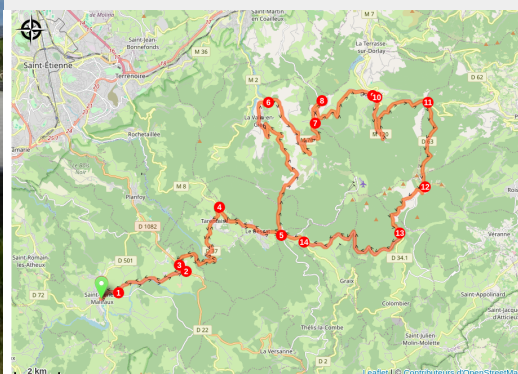 Saint-Martin
en Coailleux
M 7
Saint-Jean-
Bonnefonds
M 36
La Terrasse-
sur-Dorlay
Saint-Étienne
Terrenoire
M 2
D 62
6
8
10
11
La Valla-en-
7
D 63
Rochetaillée
M 8
Planfoy
12
4
Tarentaise
D 1082
Le Bessat
5
14
13
Véranne
Saint-Romain-
les-Atheux
D 501
3
2
D 34.1
Graix
1
D 72
Colombier
Saint-Appolinard
D 22
Thélis-la-Combe
Saint-Julien-
Molin-Molette
La Versanne
D 2
2 km
Leaflet | © Contributeurs d'OpenStreetMa